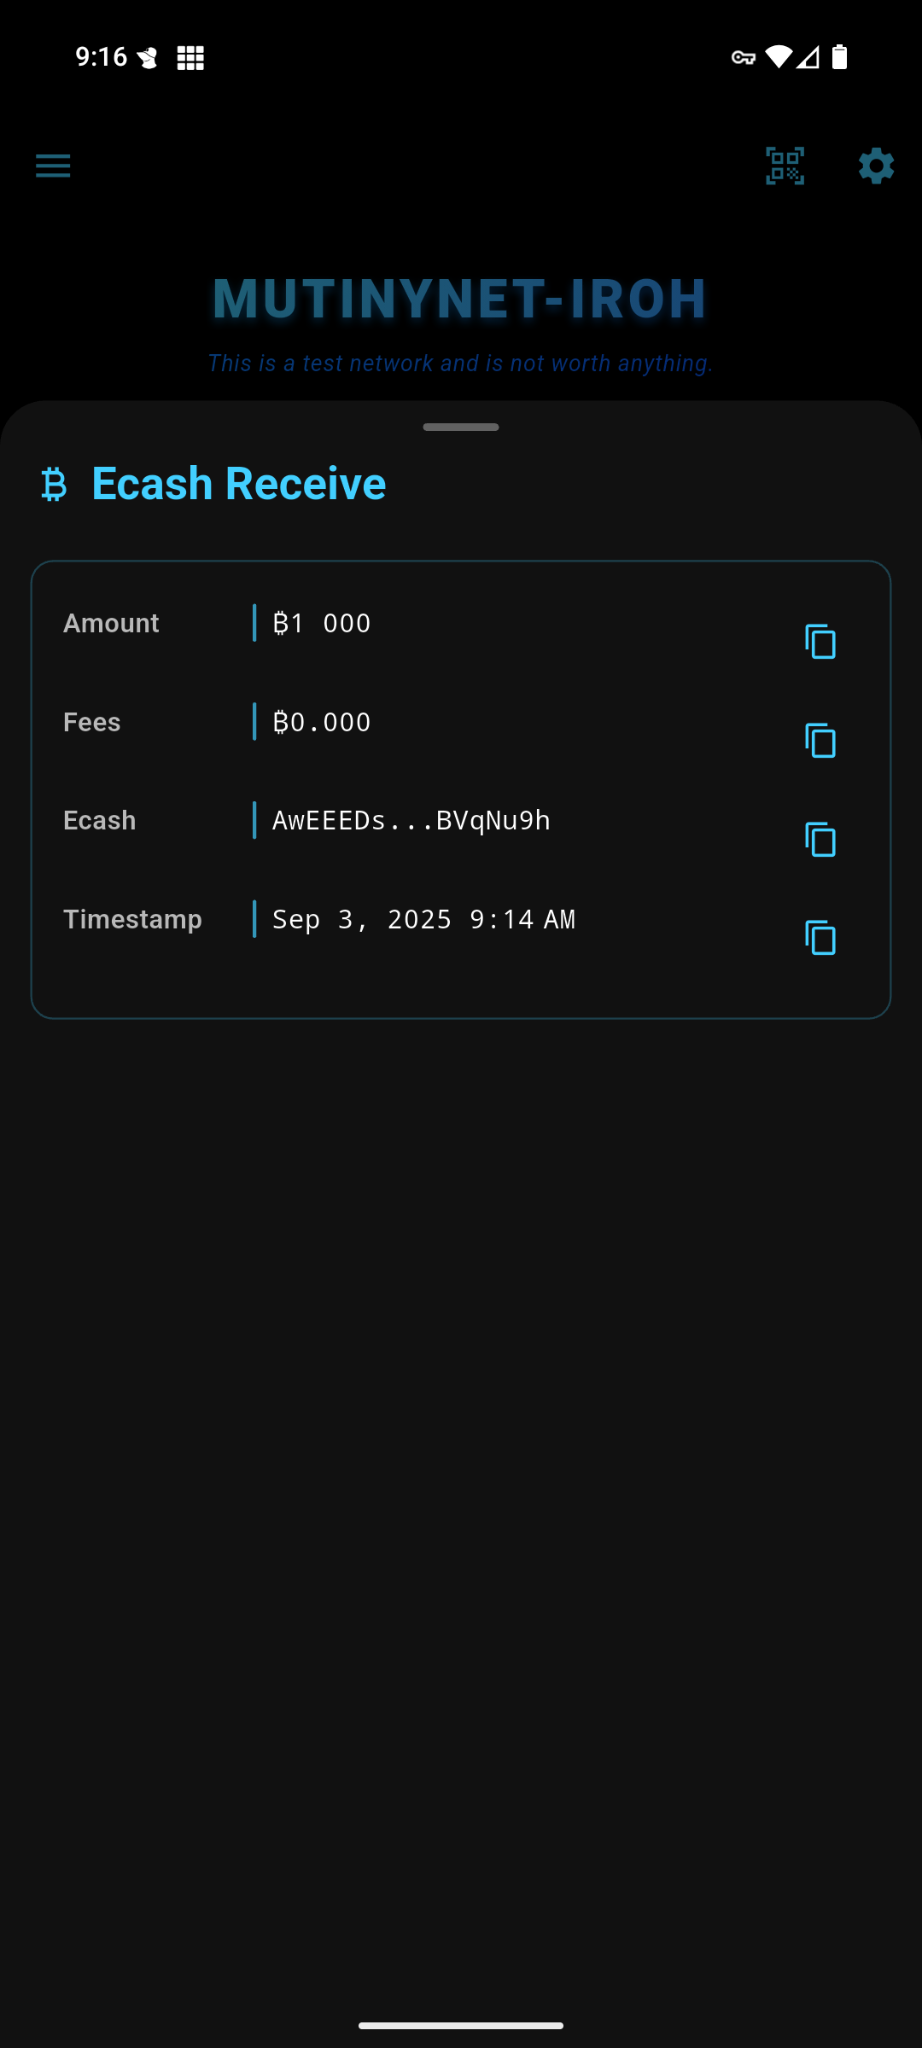 9:16
MUTINYNET-IROH
This is a test network and is not worth anything.
Ecash Receive
Amount ₿1 000
Fees ₿0.000
Ecash AwEEEDs...BVqNu9h
Timestamp Sep 3, 2025 9:14 AM